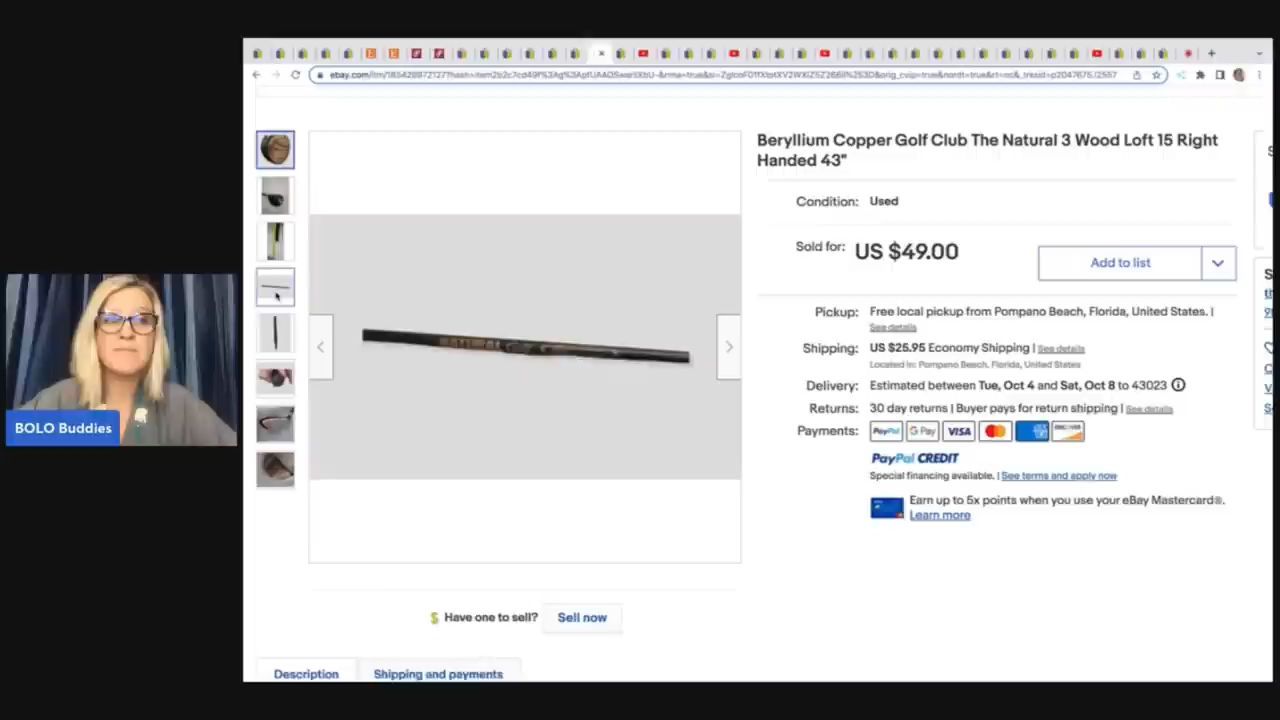 Beryllium Copper Golf Club The Natural 3 Wood Loft 15 Right
Handed 43"
Condition: Used
Sold for: US $49.00
Add to list
Pickup: Free local pickup from Pompano Beach, Florida, United States. |
See details
Shipping: US $25.95 Economy Shipping | See details
Located in: Pompano Beach, Florida, United States
Delivery: Estimated between Tue, Oct 4 and Sat, Oct 8 to 43023
Returns: 30 day returns | Buyer pays for return shipping | See details
Payments: PayPal G Pay VISA
DISCOVER
PayPal CREDIT
Special financing available. | See terms and apply now
Earn up to 5x points when you use your eBay Mastercard®.
Learn more
BOLO Buddies
Have one to sell? Sell now
Description Shipping and payments